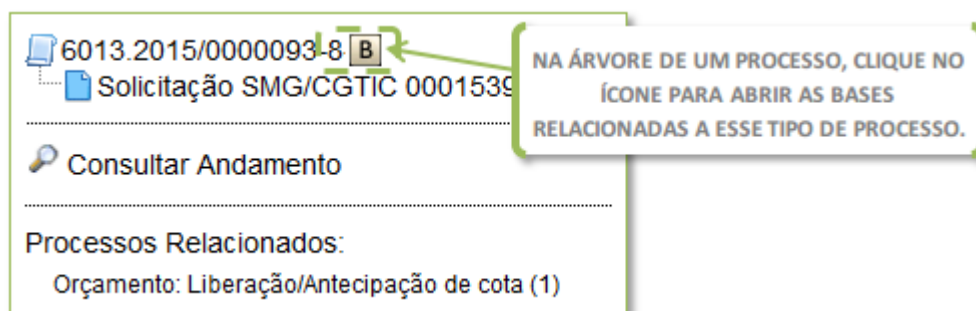 6013.2015/0000093-8 B
Solicitação SMG/CGTIC 0001539
NA ÁRVORE DE UM PROCESSO, CLIQUE NO
ÍCONE PARA ABRIR AS BASES
RELACIONADAS A ESSE TIPO DE PROCESSO.
Consultar Andamento
Processos Relacionados:
Orçamento: Liberação/Antecipação de cota (1)